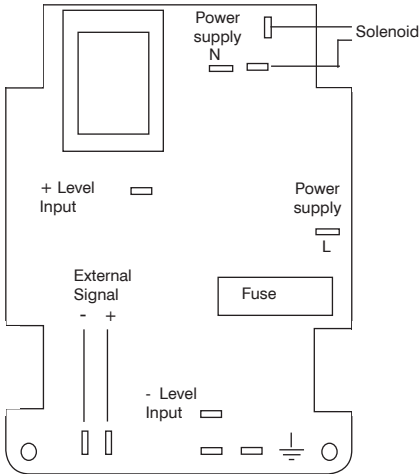 Power
supply
N
Solenoid
+ Level
Input
Power
supply
L
External
Signal
- +
Fuse
- Level
Input